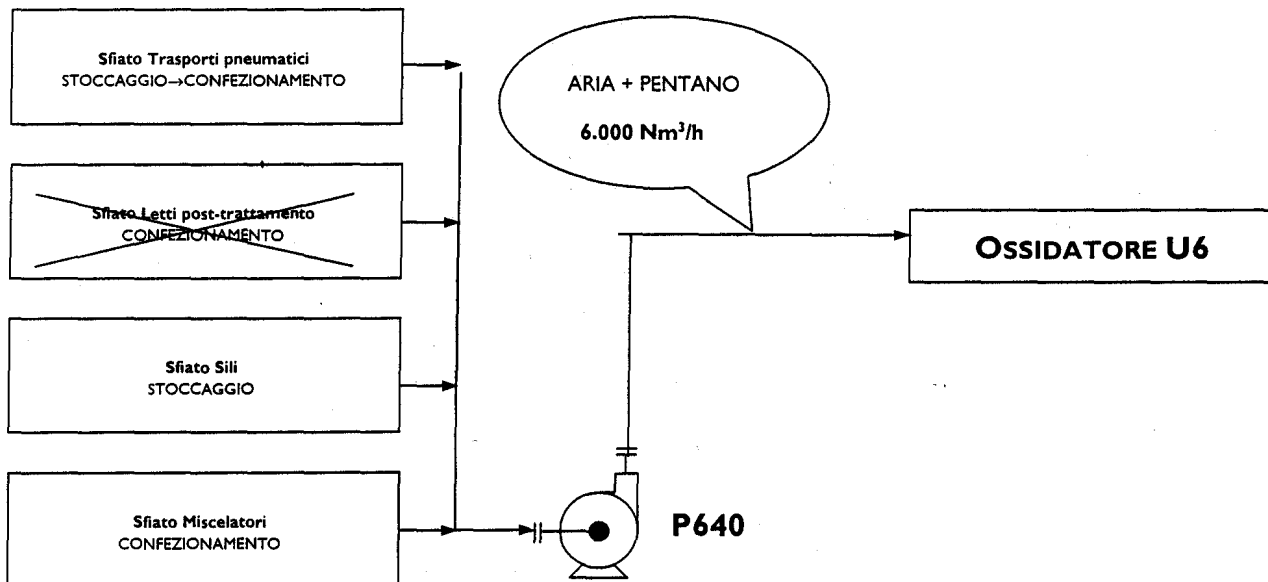 Sfiato Trasporti pneumatici
STOCCAGGIO→CONFEZIONAMENTO
ARIA + PENTANO
6.000 Nm³/h
Sfiato Letti post-trattamento
CONFEZIONAMENTO
OSSIDATORE U6
Sfiato Sili
STOCCAGGIO
Sfiato Miscelatori
CONFEZIONAMENTO
P640